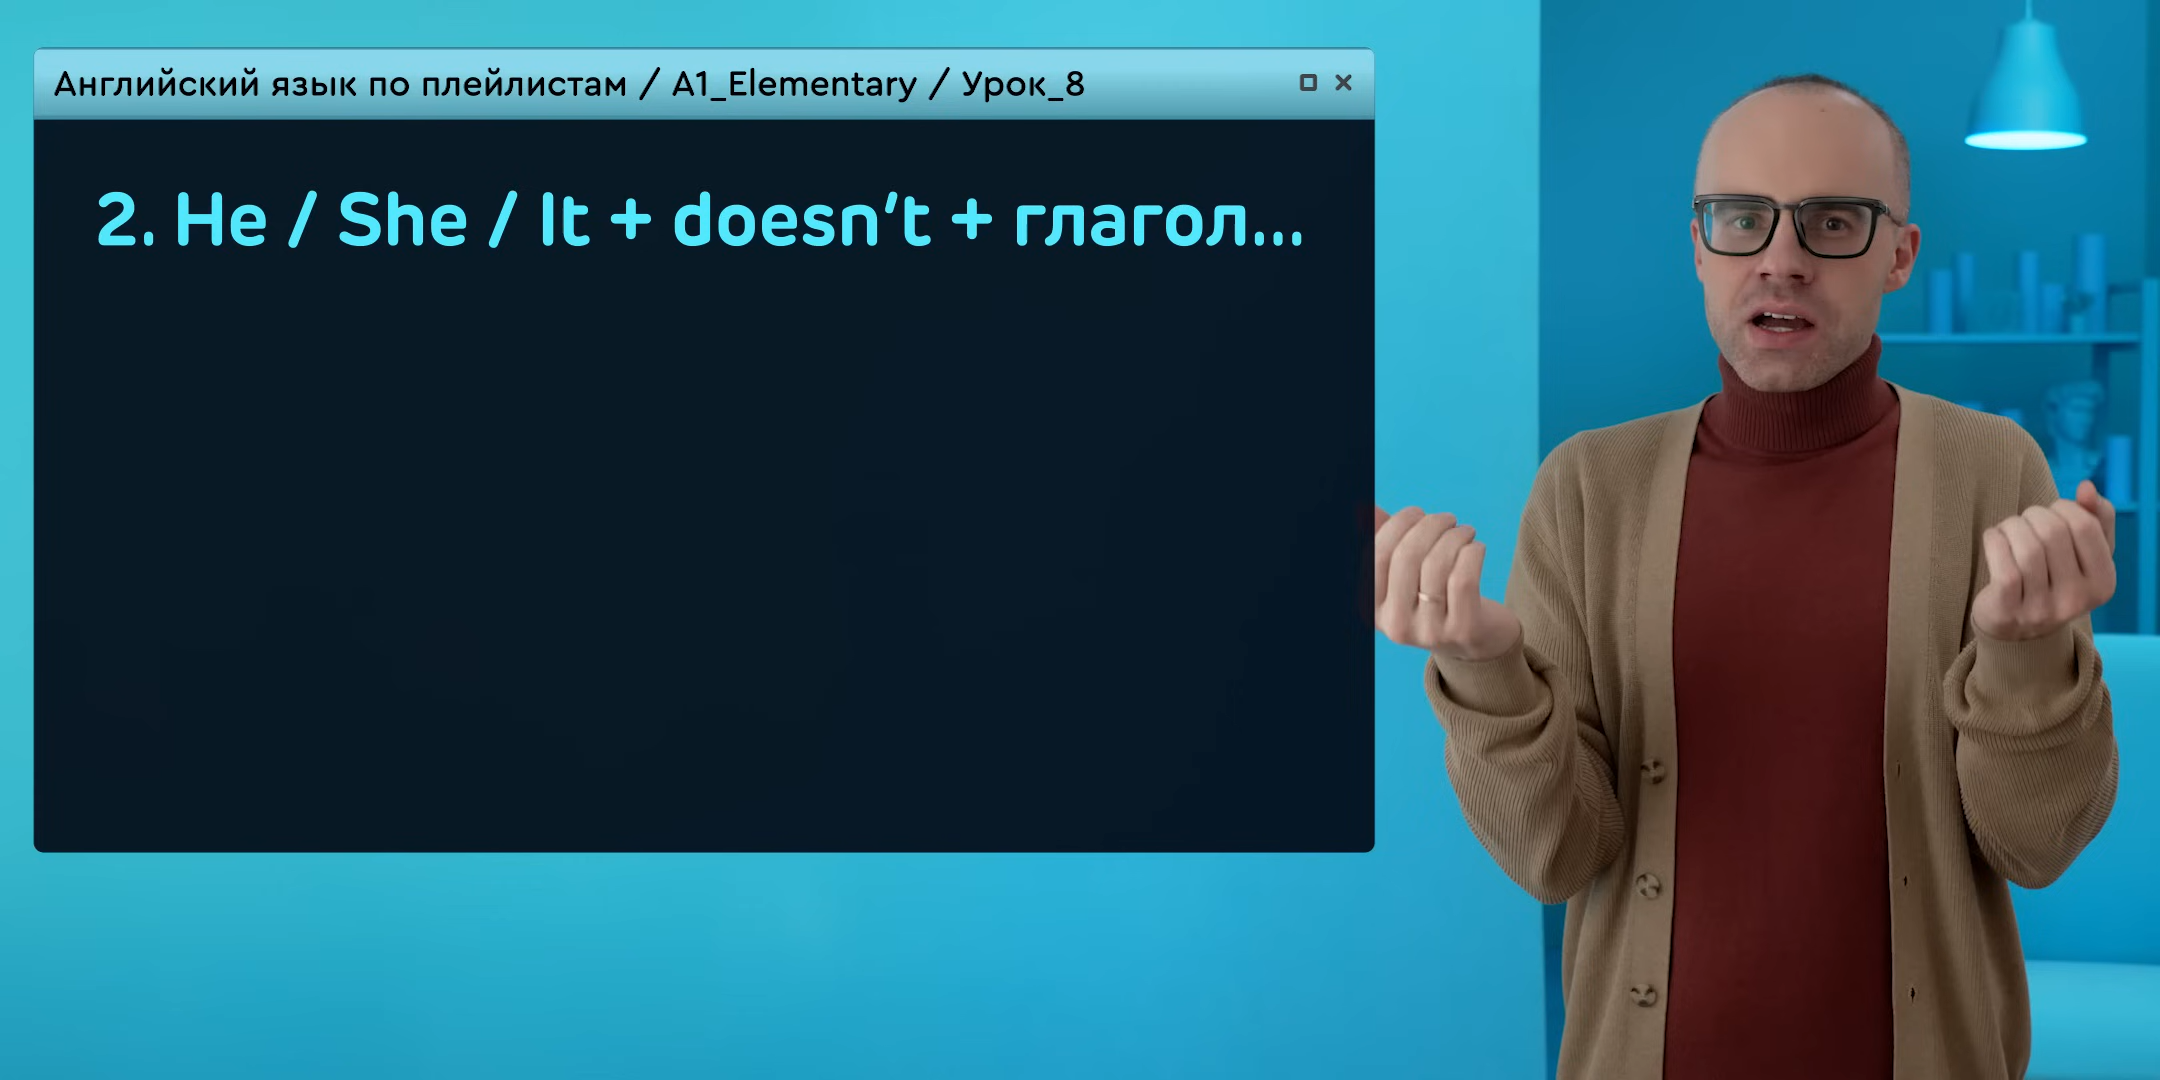 Английский язык по плейлистам / A1_Elementary / Урок_8
2. He / She / It + doesn't + глагол...